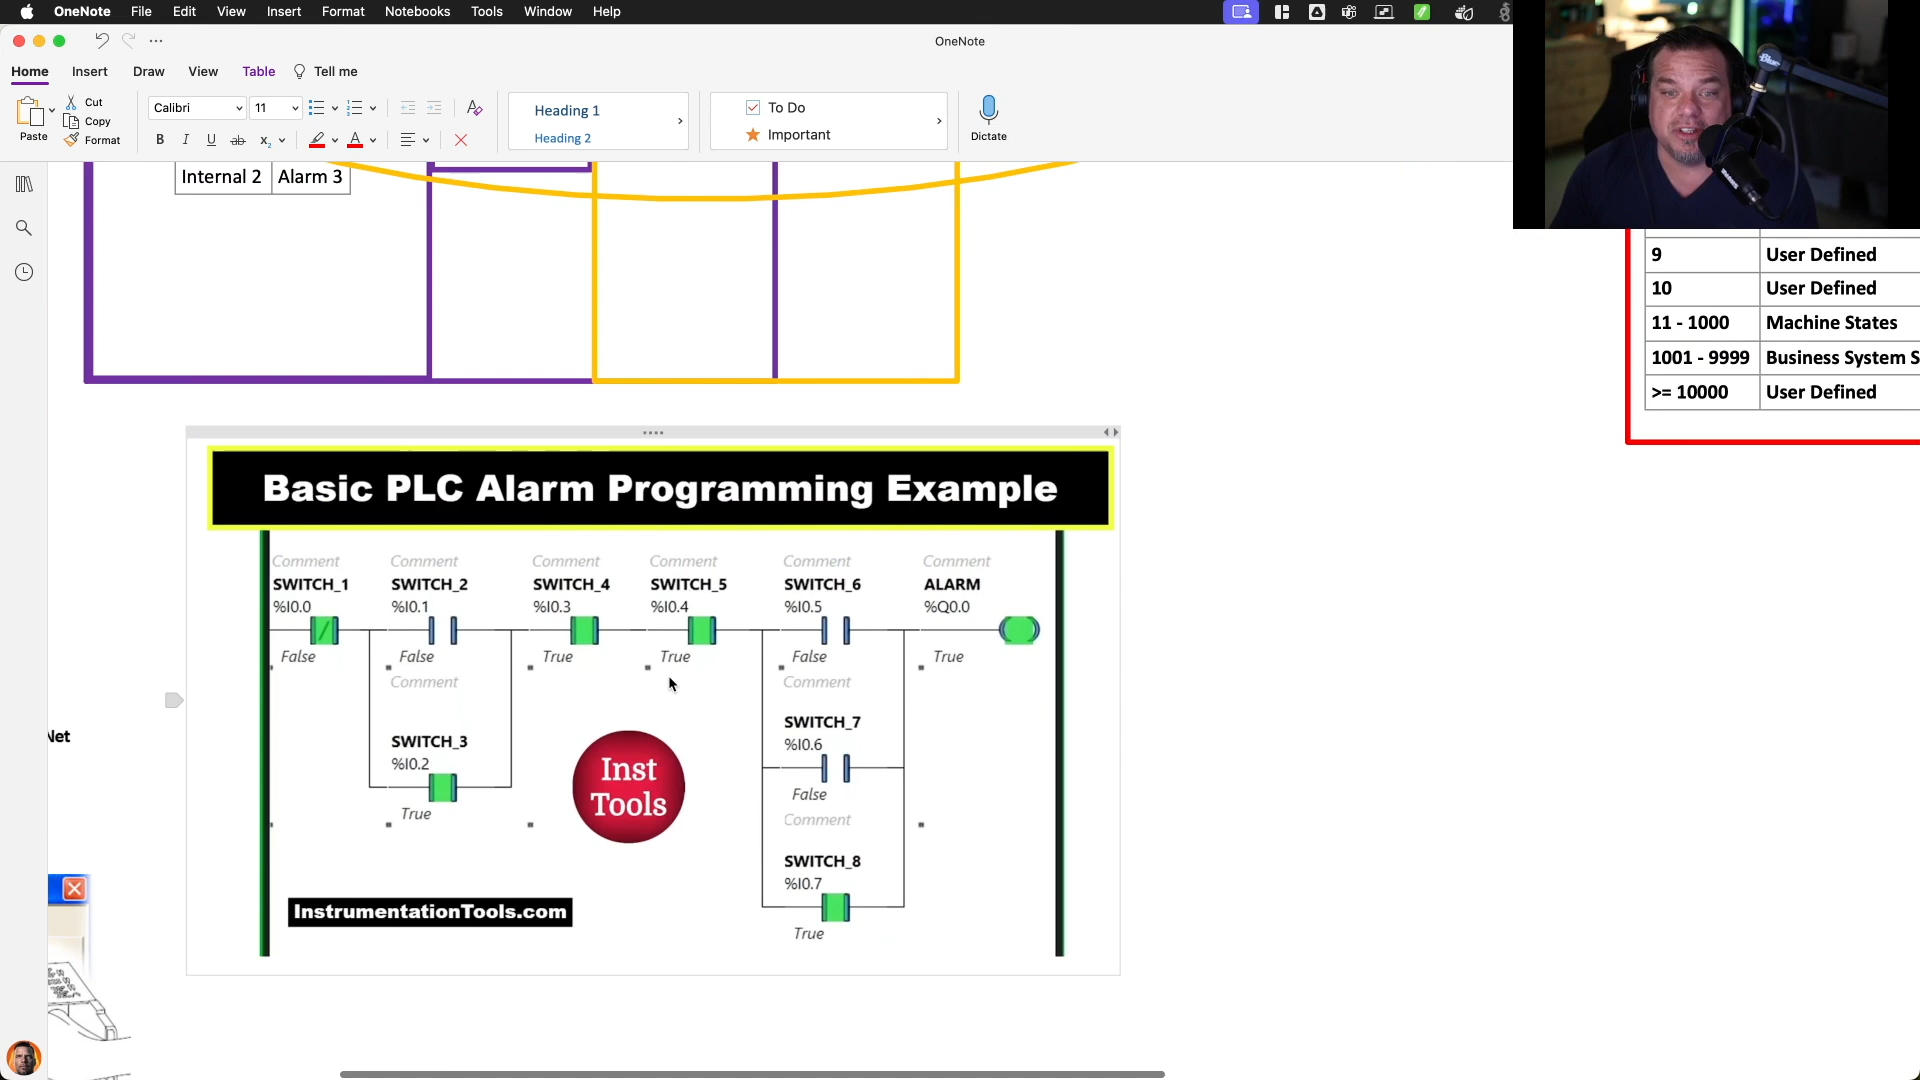 OneNote File Edit View Insert Format Notebooks Tools Window Help
OneNote
Home Insert Draw View Table Tell me
Paste
Cut
Copy
Format
Calibri 11
B I U ab x₂ A
Heading 1
Heading 2
To Do
Important
Dictate
Internal 2 Alarm 3
9 User Defined
10 User Defined
11 - 1000 Machine States
1001 - 9999 Business System S
>= 10000 User Defined
Basic PLC Alarm Programming Example
Comment Comment Comment Comment Comment Comment
SWITCH_1 SWITCH_2 SWITCH_4 SWITCH_5 SWITCH_6 ALARM
%I0.0 %I0.1 %I0.3 %I0.4 %I0.5 %Q0.0
False False True True False True
Comment Comment
SWITCH_7
%I0.6
False
SWITCH_3
%I0.2
True
Comment
SWITCH_8
%I0.7
True
Inst
Tools
InstrumentationTools.com
Net